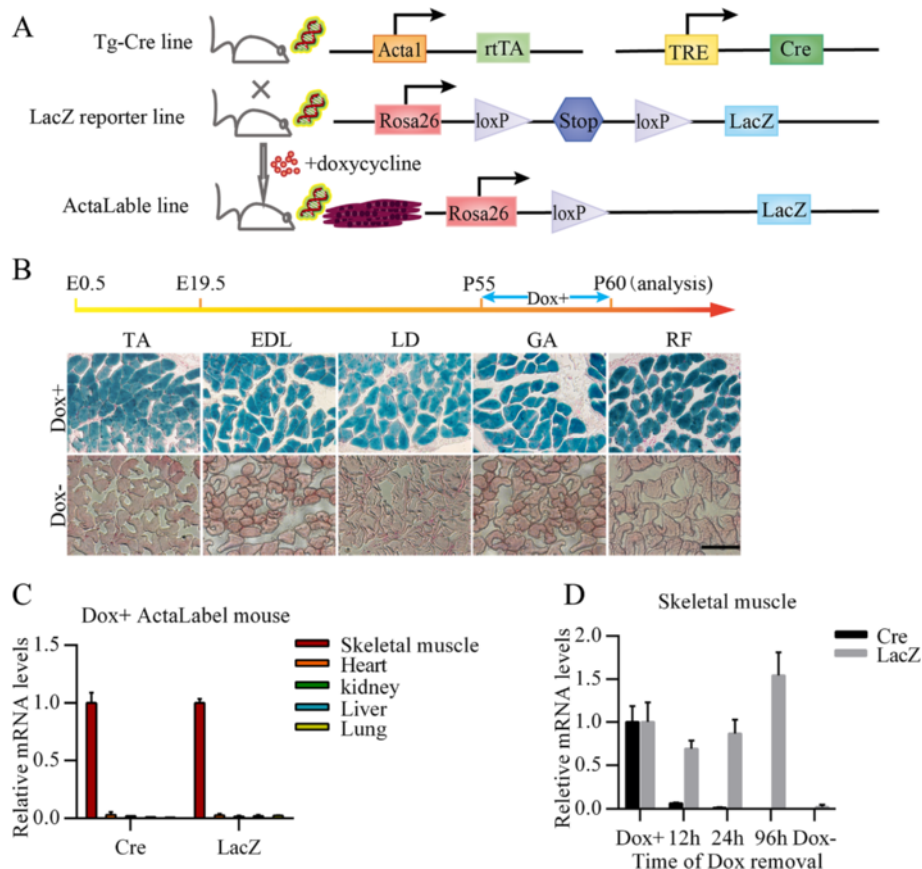 A
Tg-Cre line
Acta1
rtTA
TRE
Cre
LacZ reporter line
Rosa26
loxP
Stop
loxP
LacZ
+doxycycline
ActaLable line
Rosa26
loxP
LacZ
B
E0.5
E19.5
P55
Dox+
P60(analysis)
TA
EDL
LD
GA
RF
Dox+
Dox-
C
Dox+ ActaLabel mouse
Relative mRNA levels
1.5
1.0
0.5
0.0
Cre
LacZ
Skeletal muscle
Heart
kidney
Liver
Lung
D
Skeletal muscle
Reletive mRNA levels
2.0
1.5
1.0
0.5
0.0
Dox+ 12h 24h 96h Dox-
Time of Dox removal
Cre
LacZ